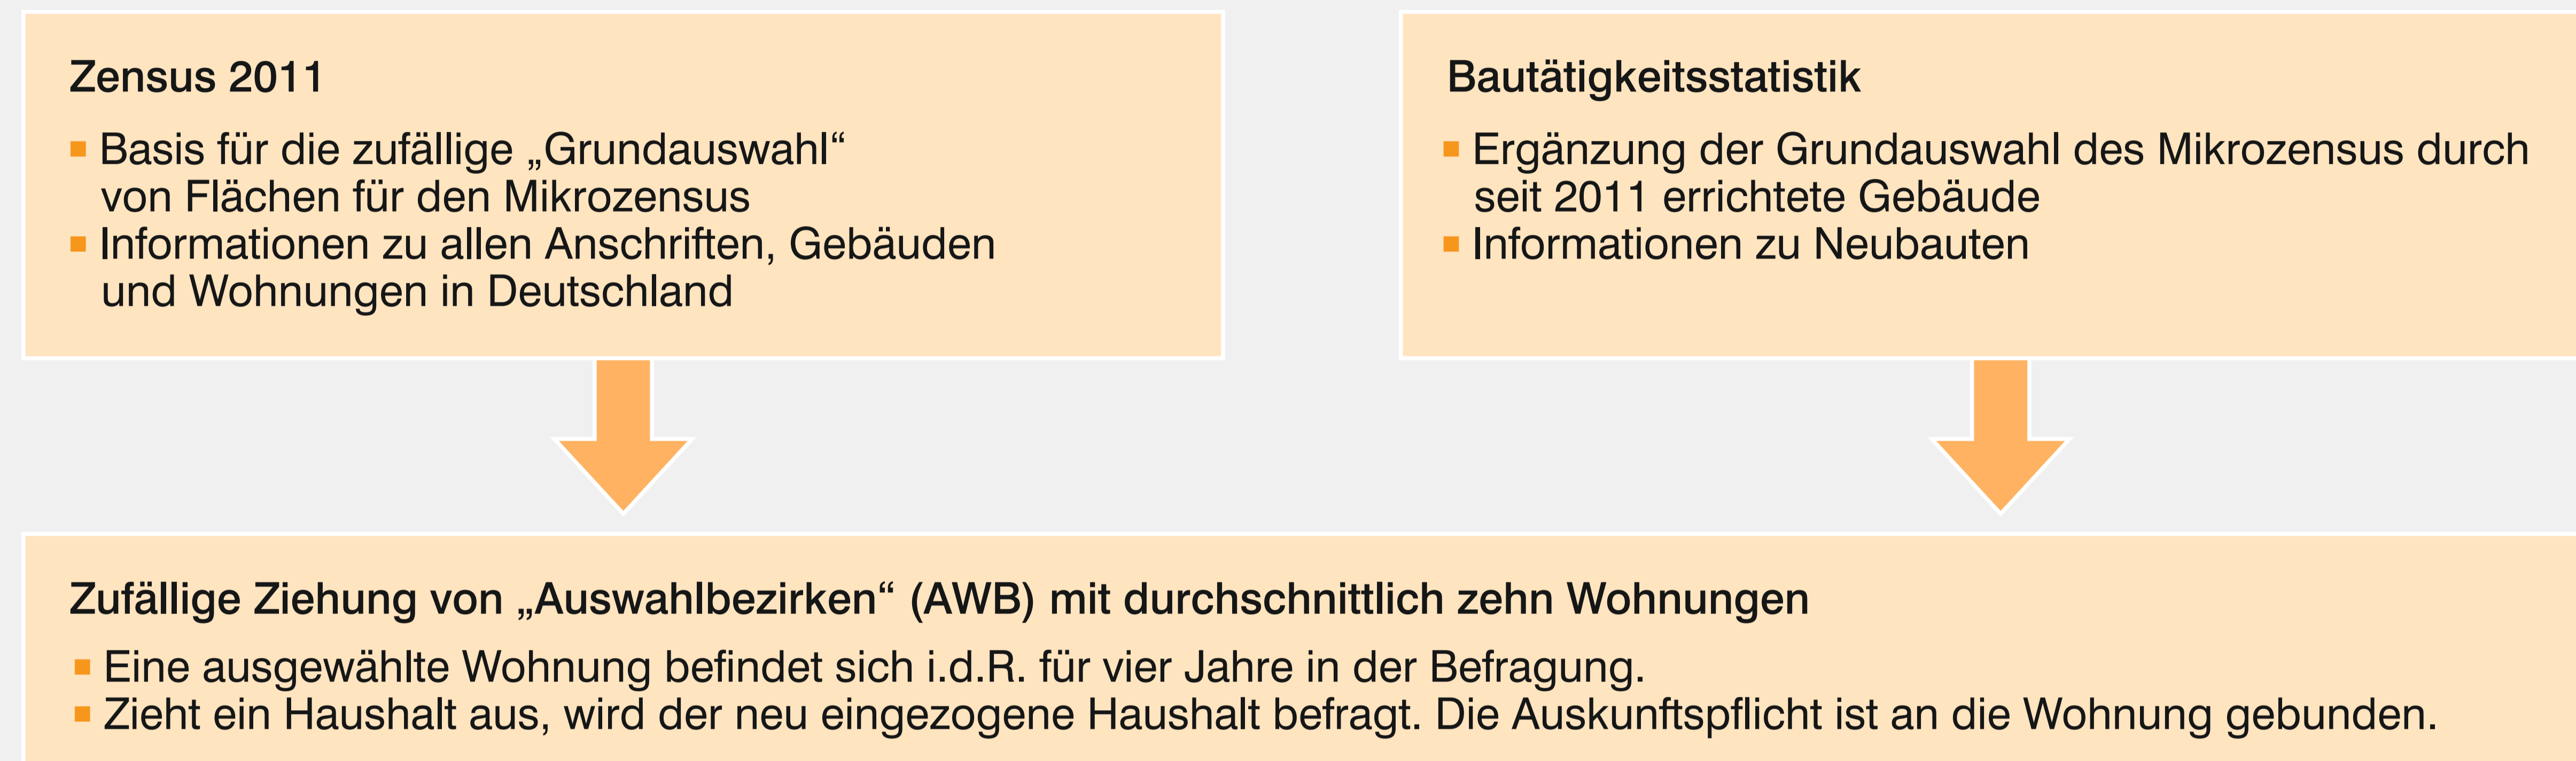 Zensus 2011
▪ Basis für die zufällige „Grundauswahl“
von Flächen für den Mikrozensus
▪ Informationen zu allen Anschriften, Gebäuden
und Wohnungen in Deutschland
Bautätigkeitsstatistik
▪ Ergänzung der Grundauswahl des Mikrozensus durch
seit 2011 errichtete Gebäude
▪ Informationen zu Neubauten
Zufällige Ziehung von „Auswahlbezirken“ (AWB) mit durchschnittlich zehn Wohnungen
▪ Eine ausgewählte Wohnung befindet sich i.d.R. für vier Jahre in der Befragung.
▪ Zieht ein Haushalt aus, wird der neu eingezogene Haushalt befragt. Die Auskunftspflicht ist an die Wohnung gebunden.